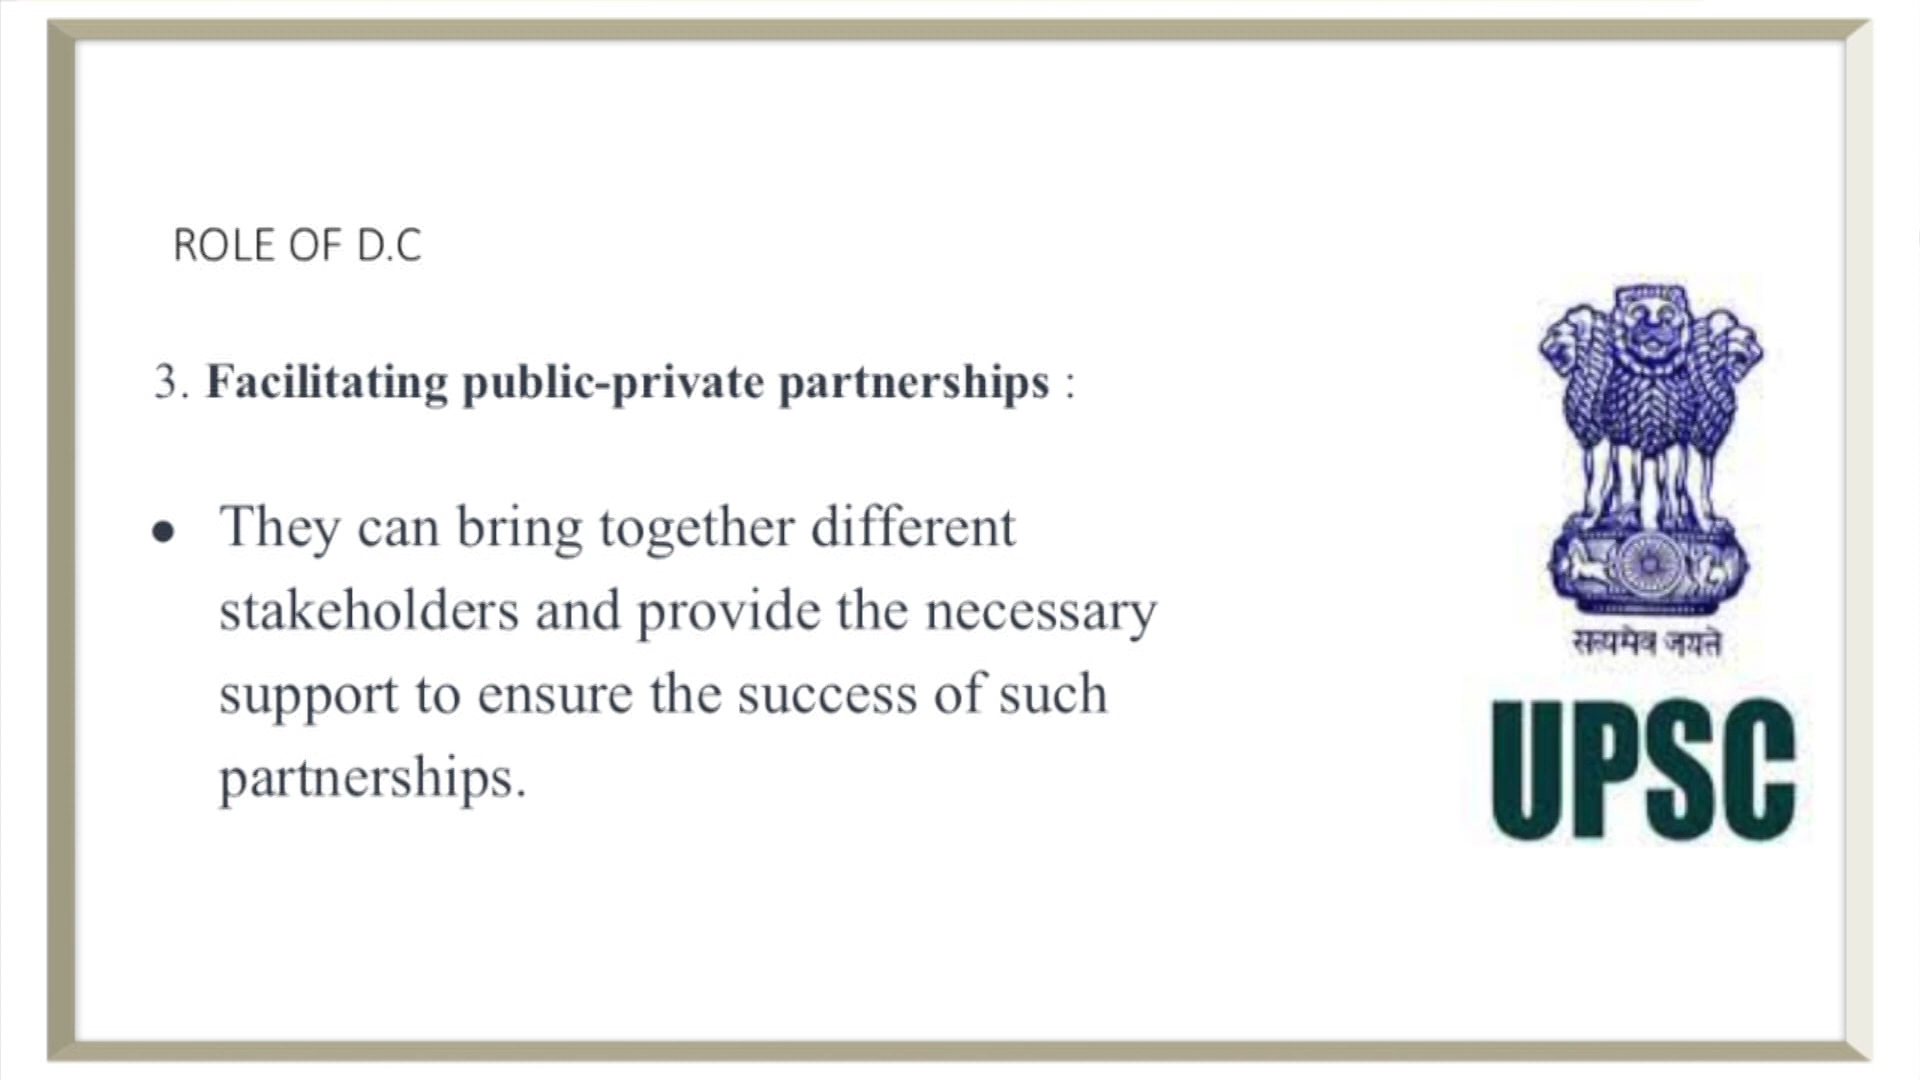 ROLE OF D.C
3. Facilitating public-private partnerships :
● They can bring together different
stakeholders and provide the necessary
support to ensure the success of such
partnerships.
सत्यमेव जयते
UPSC